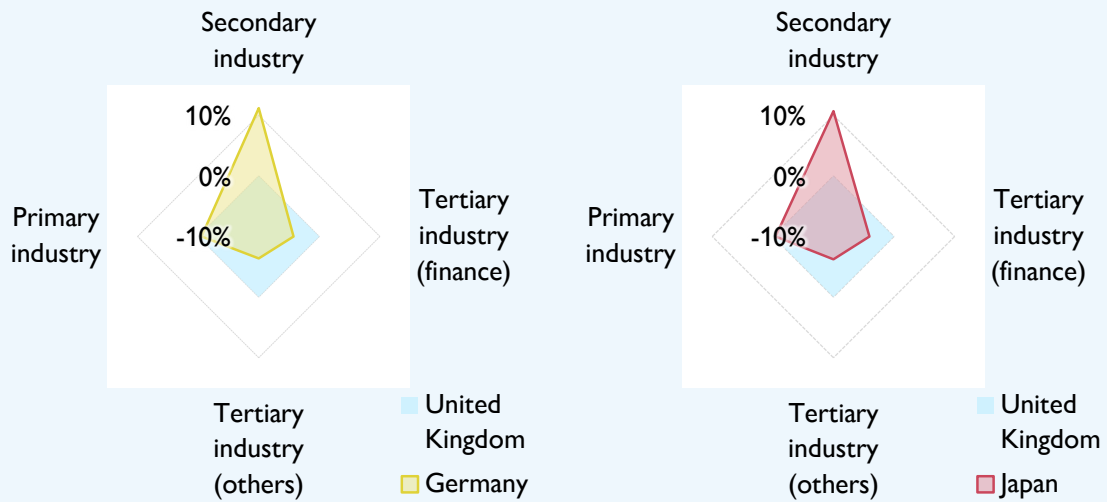 Secondary
industry
10%
0%
-10%
Primary
industry
Tertiary
industry
(finance)
Tertiary
industry
(others)
United
Kingdom
Germany
Secondary
industry
10%
0%
-10%
Primary
industry
Tertiary
industry
(finance)
Tertiary
industry
(others)
United
Kingdom
Japan